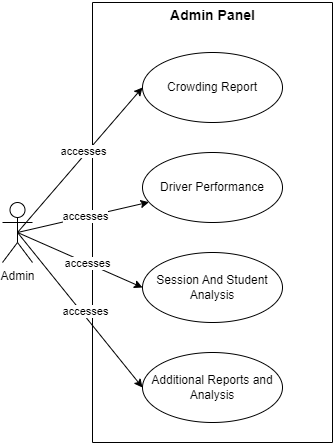 Admin Panel
Crowding Report
accesses
Driver Performance
accesses
Admin
accesses
Session And Student
Analysis
accesses
Additional Reports and
Analysis